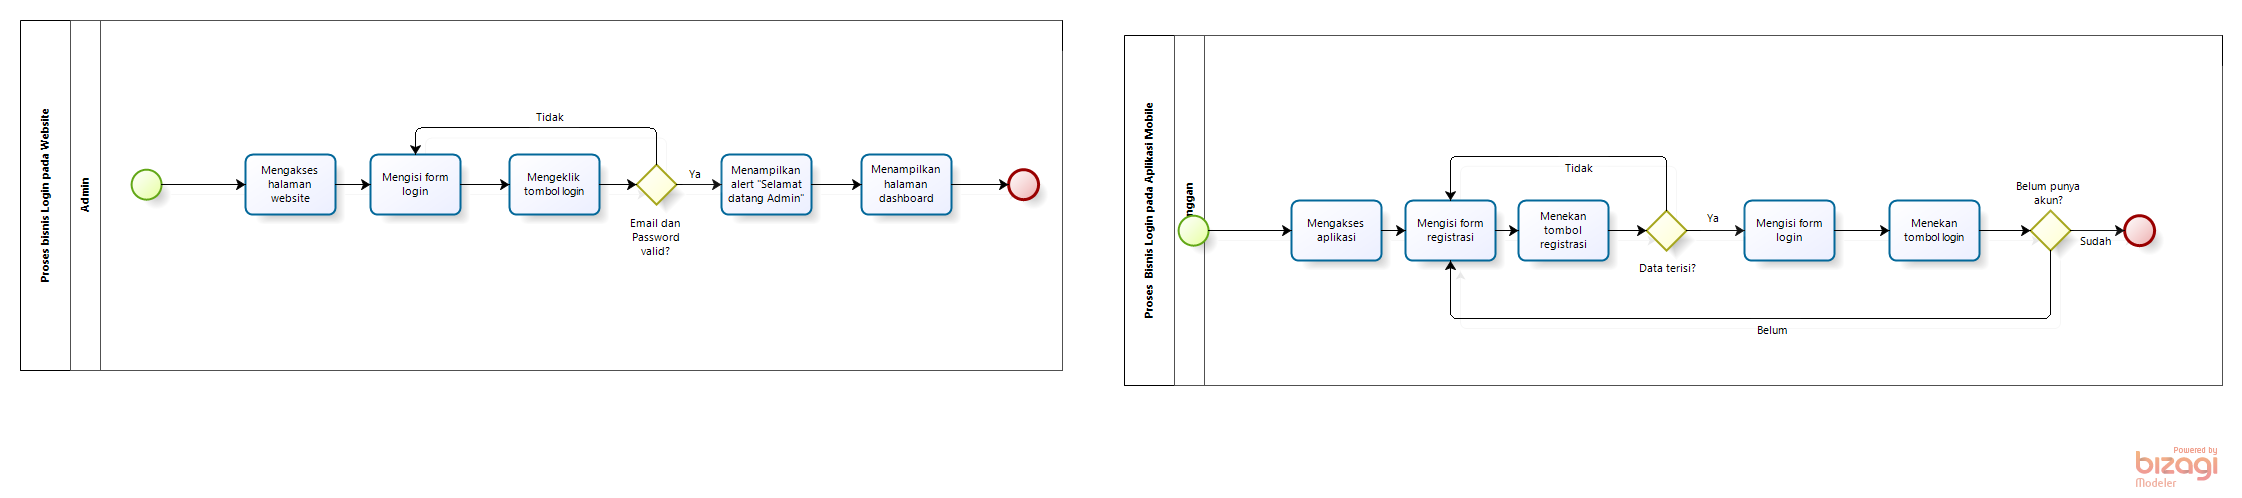 Proses bisnis Login pada Website
Admin
Mengakses
halaman
website
Mengisi form
login
Mengeklik
tombol login
Tidak
Email dan
Password
valid?
Ya
Menampilkan
alert "Selamat
datang Admin"
Menampilkan
halaman
dashboard
Proses Bisnis Login pada Aplikasi Mobile
nggan
Mengakses
aplikasi
Mengisi form
registrasi
Menekan
tombol
registrasi
Tidak
Data terisi?
Ya
Mengisi form
login
Menekan
tombol login
Belum punya
akun?
Sudah
Belum
Powered by
bizagi
Modeler